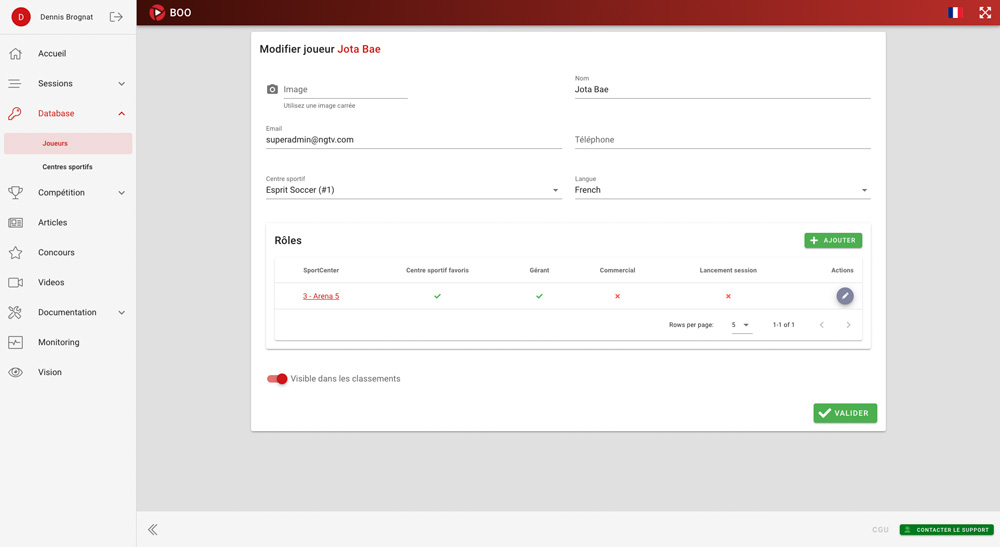 D
Dennis Brognat
BOO
Accueil
Sessions
Database
Joueurs
Centres sportifs
Compétition
Articles
Concours
Videos
Documentation
Monitoring
Vision
Modifier joueur Jota Bae
Image
Utilisez une image carrée
Nom
Jota Bae
Email
superadmin@ngtv.com
Téléphone
Centre sportif
Esprit Soccer (#1)
Langue
French
Rôles
AJOUTER
SportCenter Centre sportif favoris Gérant Commercial Lancement session Actions
3 - Arena 5
Rows per page: 5 1-1 of 1
Visible dans les classements
VALIDER
CGU
CONTACTER LE SUPPORT